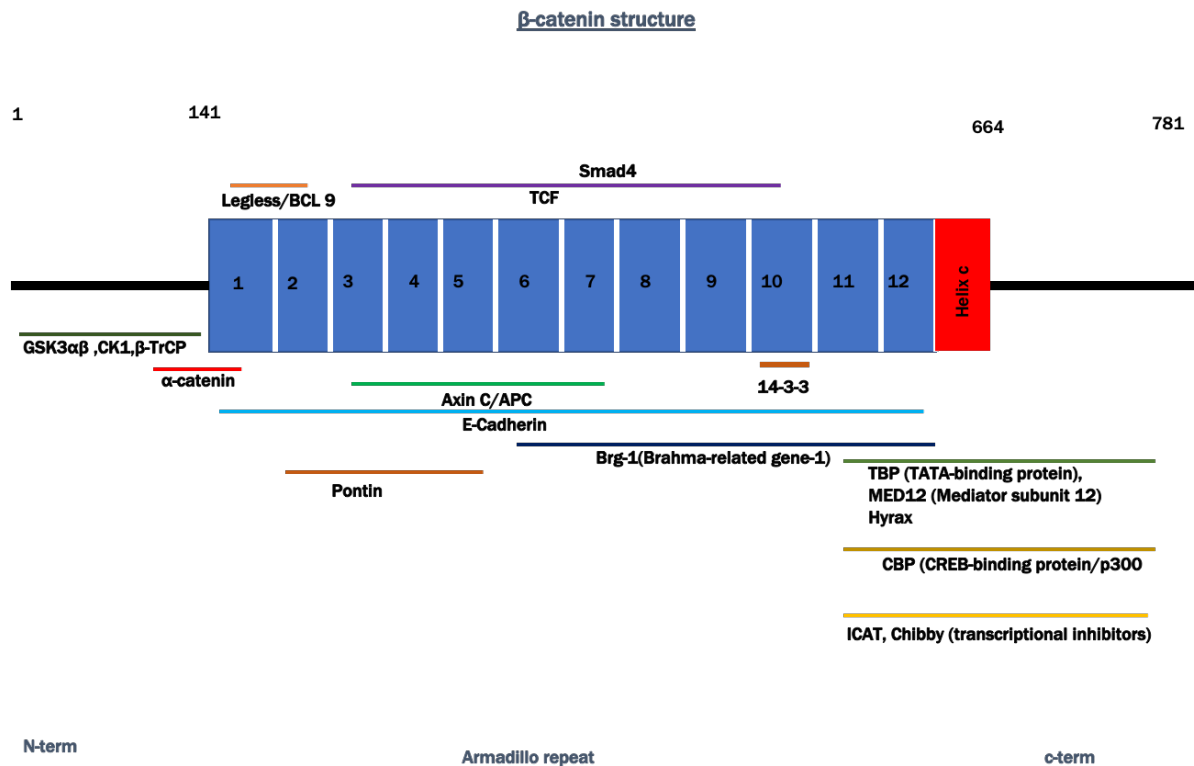 β-catenin structure
1
141
664
781
Smad4
Legless/BCL 9
TCF
1 2 3 4 5 6 7 8 9 10 11 12
Helix c
GSK3αβ ,CK1,β-TrCP
α-catenin
14-3-3
Axin C/APC
E-Cadherin
Brg-1(Brahma-related gene-1)
Pontin
TBP (TATA-binding protein),
MED12 (Mediator subunit 12)
Hyrax
CBP (CREB-binding protein/p300
ICAT, Chibby (transcriptional inhibitors)
N-term
Armadillo repeat
c-term